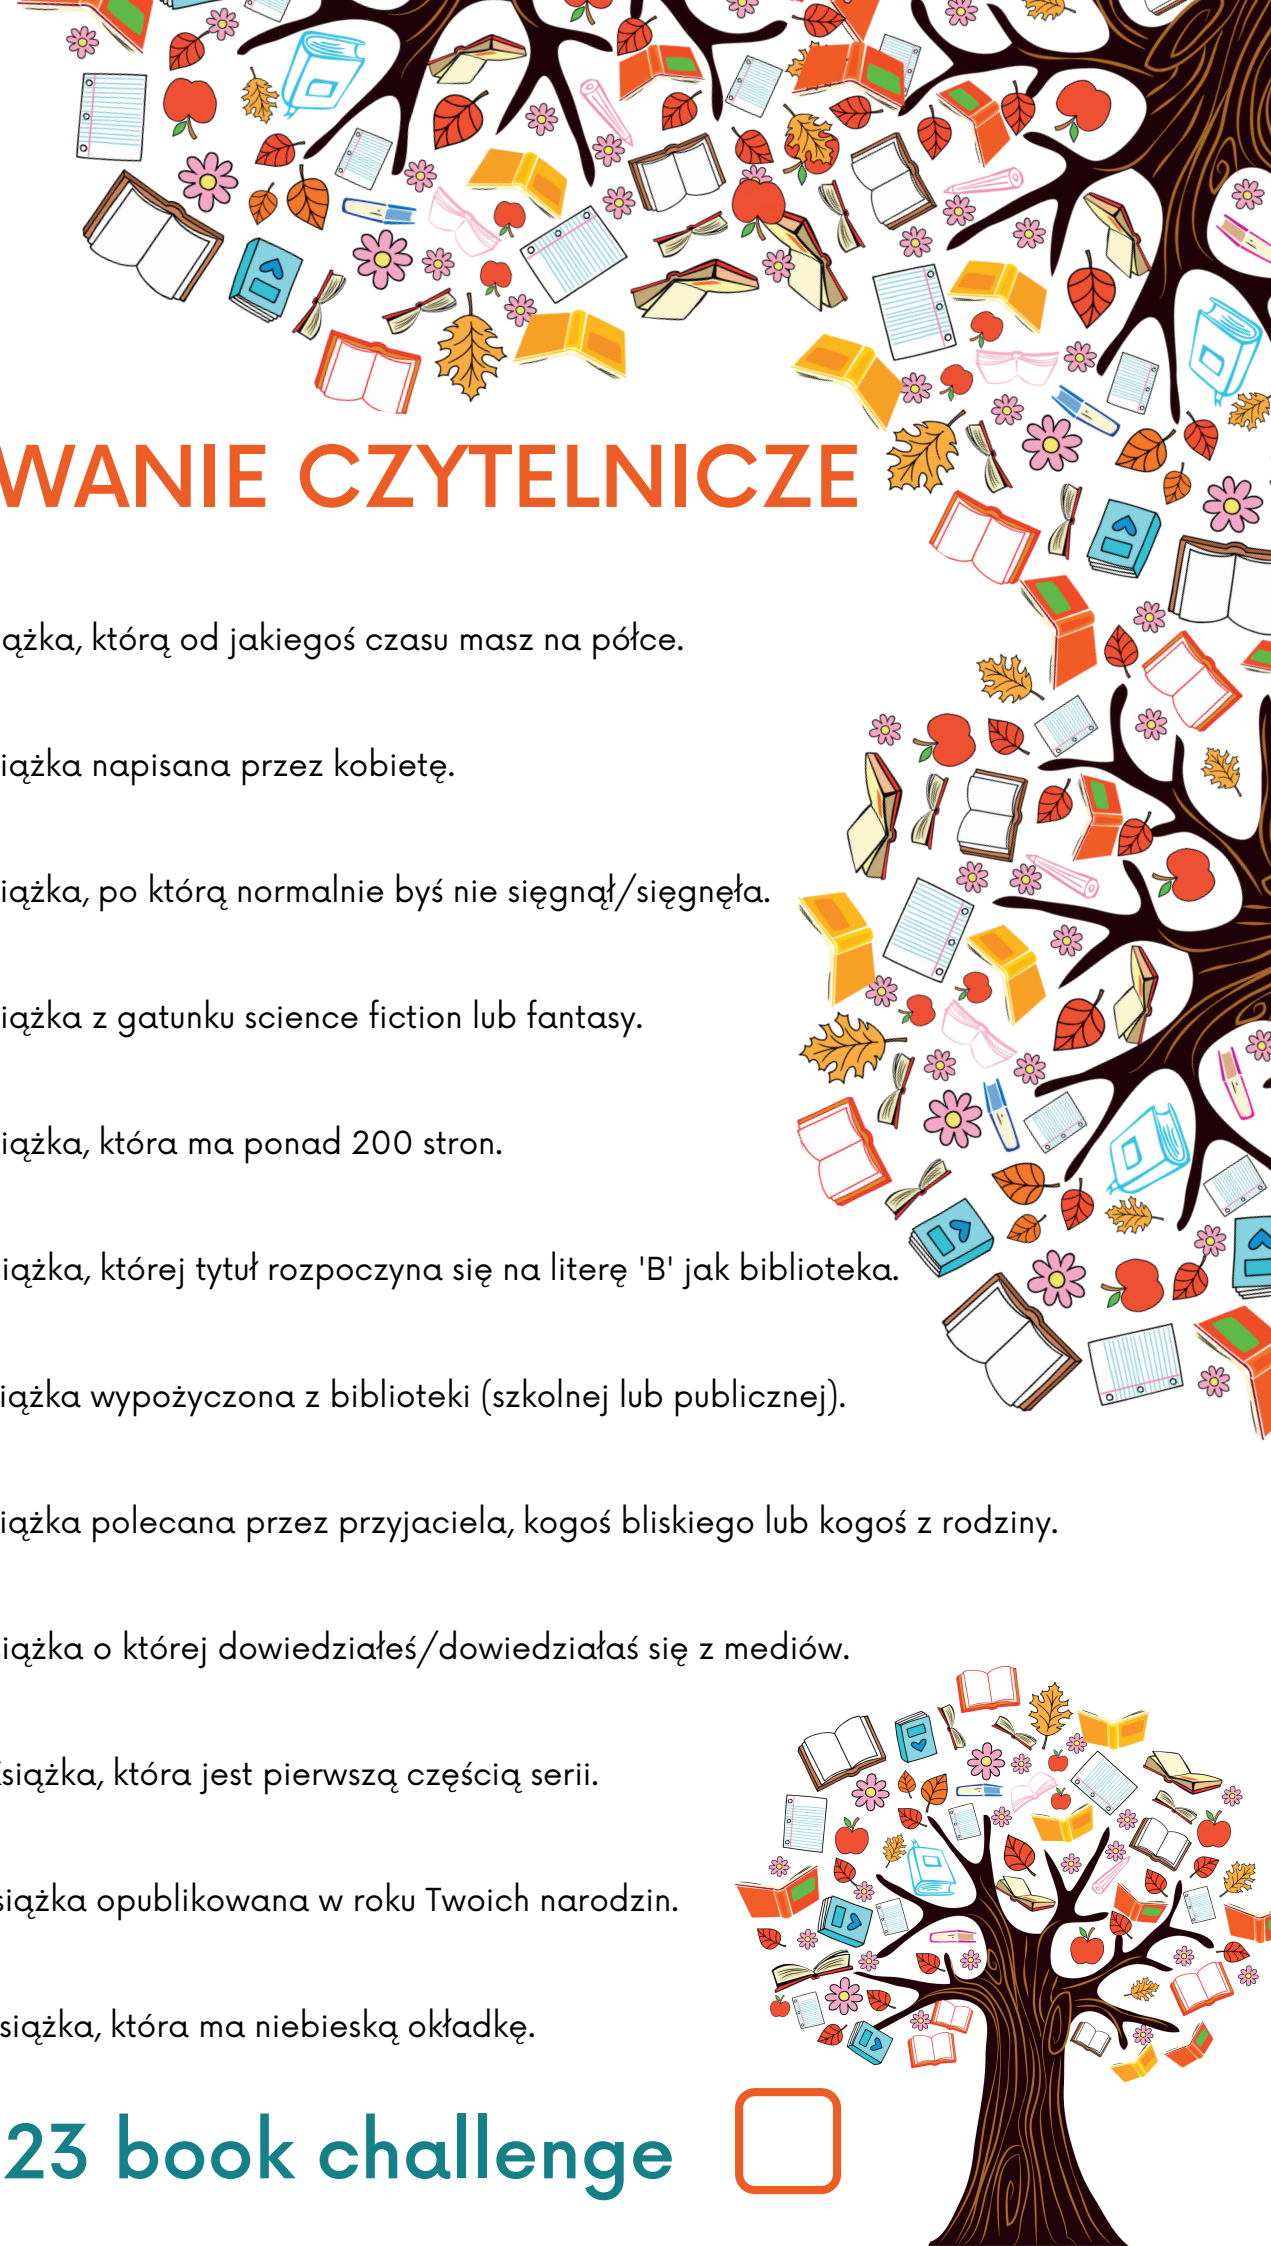 WANIE CZYTELNICZE
iążka, którą od jakiegoś czasu masz na półce.
iążka napisana przez kobietę.
iążka, po którą normalnie byś nie sięgnął/sięgnęła.
iążka z gatunku science fiction lub fantasy.
iążka, która ma ponad 200 stron.
iążka, której tytuł rozpoczyna się na literę 'B' jak biblioteka.
iążka wypożyczona z biblioteki (szkolnej lub publicznej).
iążka polecana przez przyjaciela, kogoś bliskiego lub kogoś z rodziny.
iążka o której dowiedziałeś/dowiedziałaś się z mediów.
siążka, która jest pierwszą częścią serii.
siążka opublikowana w roku Twoich narodzin.
siążka, która ma niebieską okładkę.
23 book challenge